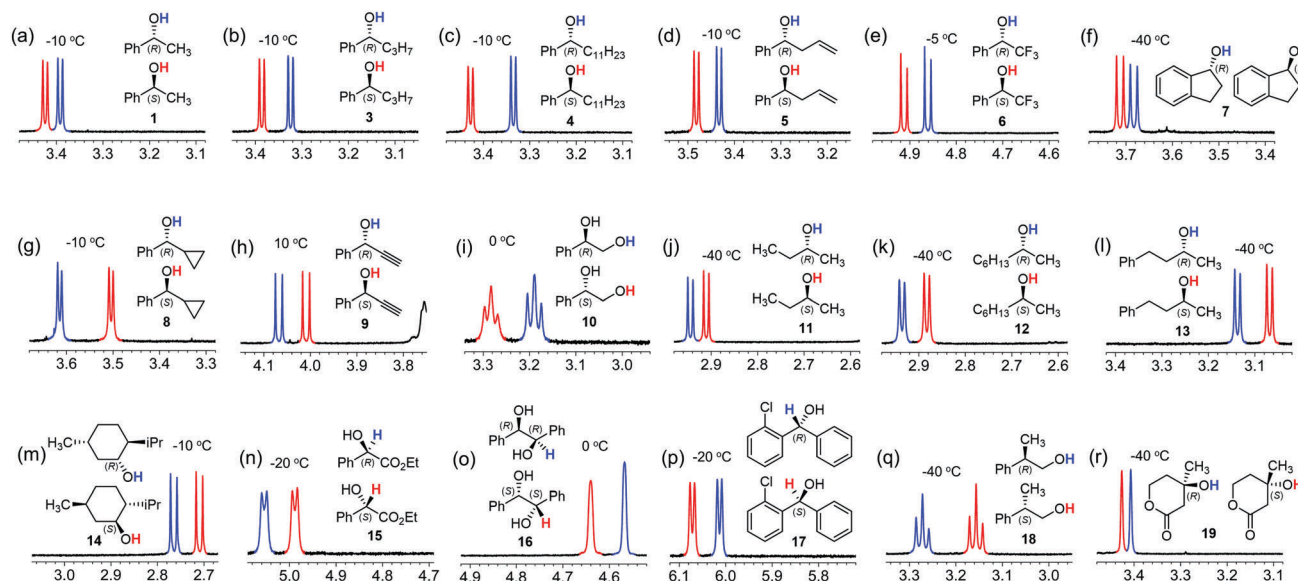 (a) -10 °C
OH
Ph (R) CH3
OH
Ph (S) CH3
1
3.4 3.3 3.2 3.1
(b) -10 °C
OH
Ph (R) C3H7
OH
Ph (S) C3H7
3
3.4 3.3 3.2 3.1
(c) -10 °C
OH
Ph (R) C11H23
OH
Ph (S) C11H23
4
3.4 3.3 3.2 3.1
(d) -10 °C
OH
Ph (R)
OH
Ph (S)
5
3.5 3.4 3.3 3.2
(e) -5 °C
OH
Ph (S) CF3
OH
Ph (R) CF3
6
4.9 4.8 4.7 4.6
(f) -40 °C
OH
(R)
(S)
7
3.7 3.6 3.5 3.4
(g) -10 °C
OH
Ph (R)
OH
Ph (S)
8
3.6 3.5 3.4 3.3
(h) 10 °C
OH
Ph (R)
OH
Ph (S)
9
4.1 4.0 3.9 3.8
(i) 0 °C
OH
Ph (R) OH
OH
Ph (S) OH
10
3.3 3.2 3.1 3.0
(j) -40 °C
OH
H3C (R) CH3
OH
H3C (S) CH3
11
2.9 2.8 2.7 2.6
(k) -40 °C
OH
C6H13 (R) CH3
OH
C6H13 (S) CH3
12
2.9 2.8 2.7 2.6
(l) -40 °C
OH
Ph (R) CH3
OH
Ph (S) CH3
13
3.4 3.3 3.2 3.1
(m) -10 °C
H3C iPr
(R)
OH
H3C iPr
(S)
OH
14
3.0 2.9 2.8 2.7
(n) -20 °C
HO H
Ph (R) CO2Et
HO H
Ph (S) CO2Et
15
5.0 4.9 4.8 4.7
(o) 0 °C
OH
(R) (R) Ph
Ph
HO H
OH
(S) (S) Ph
Ph
HO H
16
4.9 4.8 4.7 4.6
(p) -20 °C
Cl H OH
(R)
Cl H OH
(S)
17
6.1 6.0 5.9 5.8
(q) -40 °C
CH3
Ph (R) OH
CH3
Ph (S) OH
18
3.3 3.2 3.1 3.0
(r) -40 °C
CH3
OH
(R)
O
O
CH3
OH
(S)
O
O
19
3.4 3.3 3.2 3.1